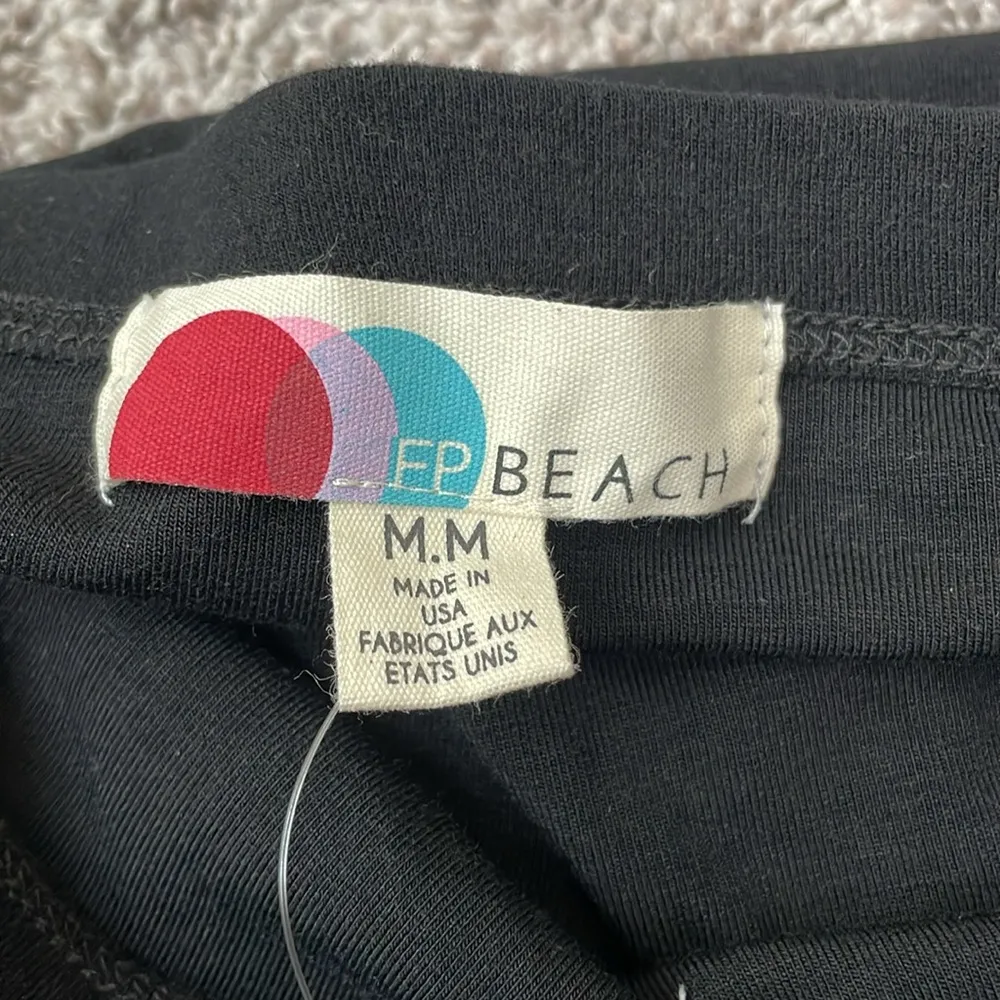 FP BEACH
M.M
MADE IN
USA
FABRIQUE AUX
ETATS UNIS